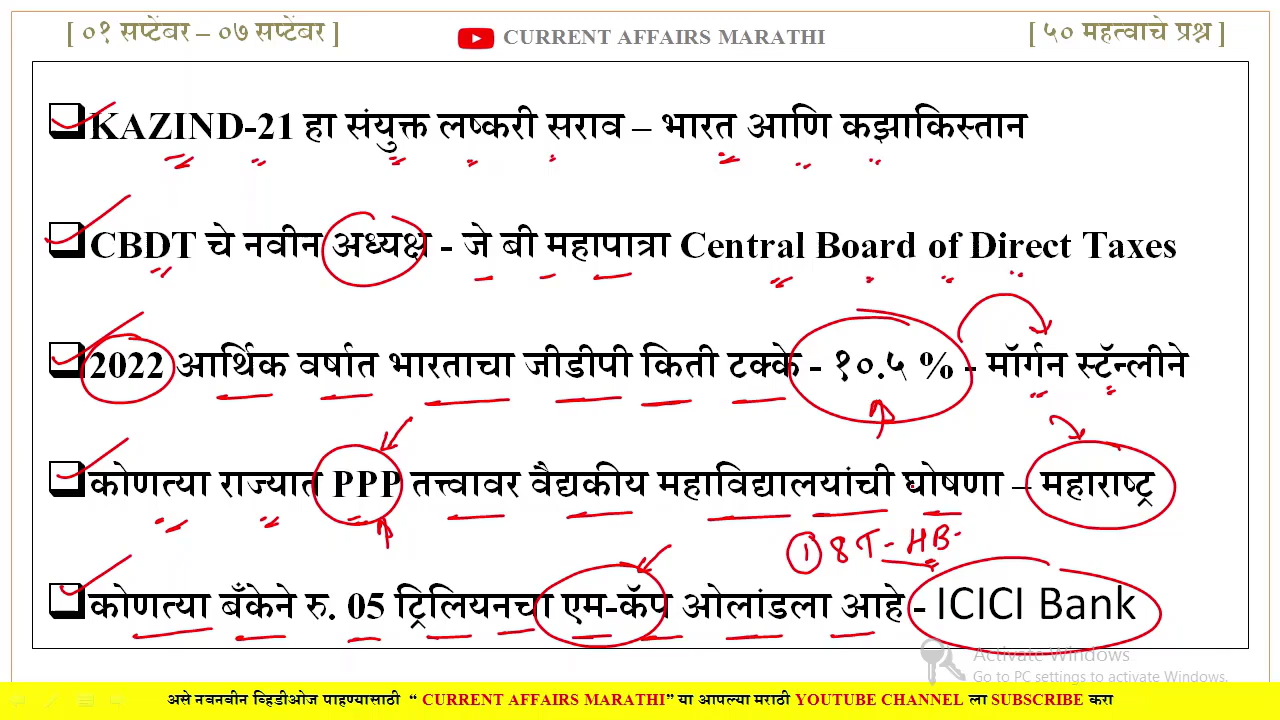 [ ०१ सप्टेंबर – ०७ सप्टेंबर ]
CURRENT AFFAIRS MARATHI
[ ५० महत्वाचे प्रश्न ]
KAZIND-21 हा संयुक्त लष्करी सराव – भारत आणि कझाकिस्तान
CBDT चे नवीन अध्यक्ष - जे बी महापात्रा Central Board of Direct Taxes
2022 आर्थिक वर्षात भारताचा जीडीपी किती टक्के - १०.५ % - मॉर्गन स्टॅन्लीने
कोणत्या राज्यात PPP तत्त्वावर वैद्यकीय महाविद्यालयांची घोषणा – महाराष्ट्र
① 8 T - HB-
कोणत्या बँकेने रु. 05 ट्रिलियनचा एम-कॅप ओलांडला आहे - ICICI Bank
Activate Windows
Go to PC settings to activate Windows.
असे नवनवीन व्हिडीओज पाहण्यासाठी “ CURRENT AFFAIRS MARATHI” या आपल्या मराठी YOUTUBE CHANNEL ला SUBSCRIBE करा